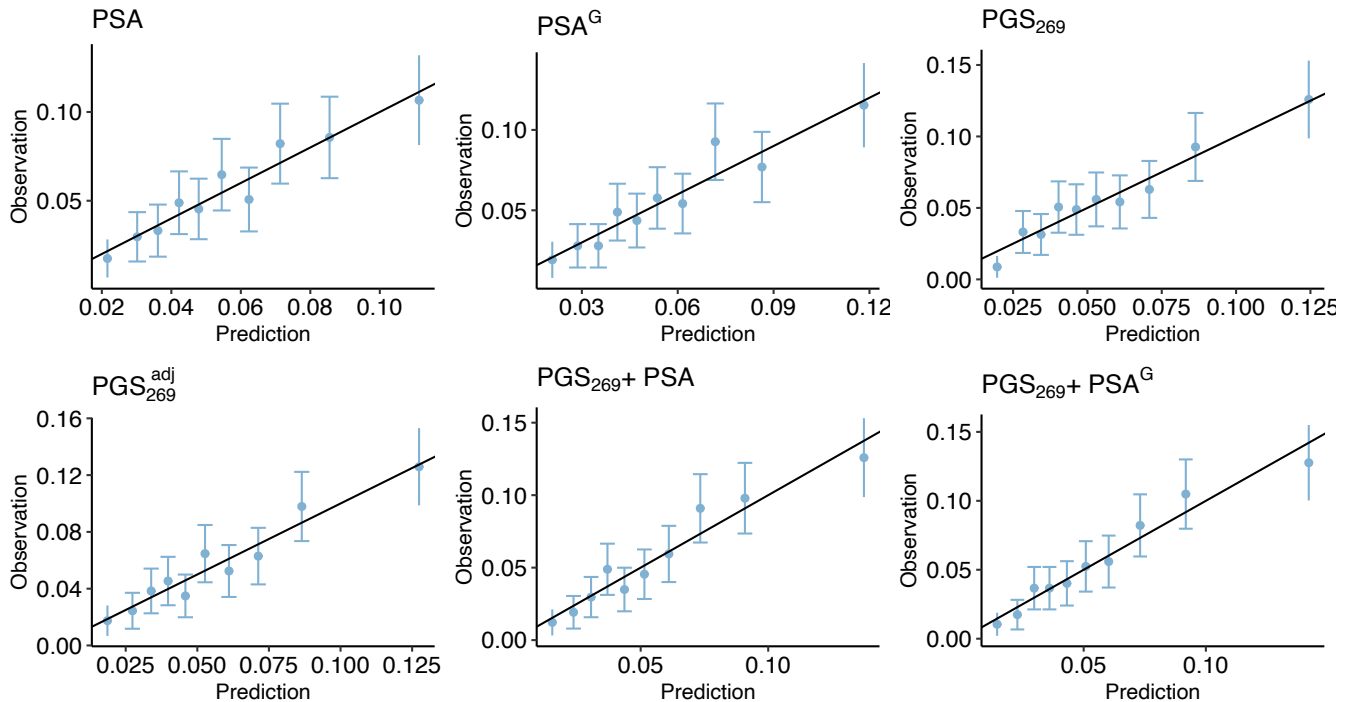 PSA
Observation
0.10
0.05
0.02 0.04 0.06 0.08 0.10
Prediction
PSA^G
Observation
0.10
0.05
0.03 0.06 0.09 0.12
Prediction
PGS₂₆₉
Observation
0.15
0.10
0.05
0.00
0.025 0.050 0.075 0.100 0.125
Prediction
PGS₂₆₉^adj
Observation
0.16
0.12
0.08
0.04
0.00
0.025 0.050 0.075 0.100 0.125
Prediction
PGS₂₆₉+ PSA
Observation
0.15
0.10
0.05
0.00
0.05 0.10
Prediction
PGS₂₆₉+ PSA^G
Observation
0.15
0.10
0.05
0.00
0.05 0.10
Prediction